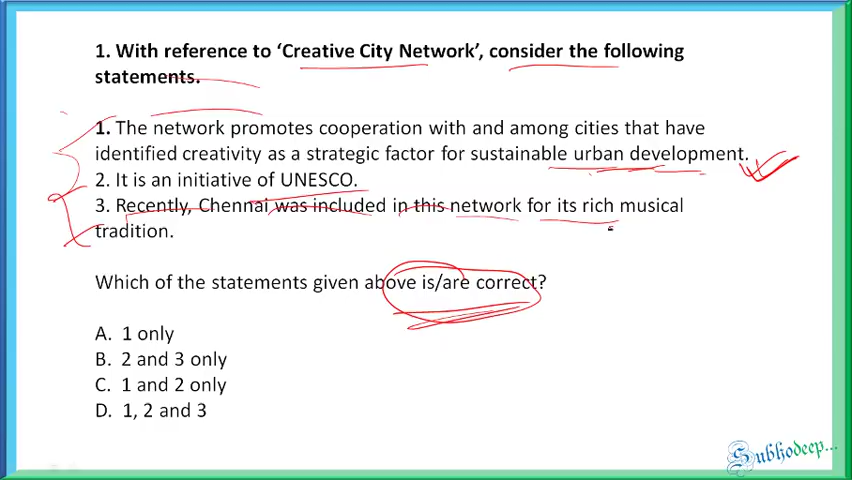 1. With reference to ‘Creative City Network’, consider the following
statements.
1. The network promotes cooperation with and among cities that have
identified creativity as a strategic factor for sustainable urban development.
2. It is an initiative of UNESCO.
3. Recently, Chennai was included in this network for its rich musical
tradition.
Which of the statements given above is/are correct?
A. 1 only
B. 2 and 3 only
C. 1 and 2 only
D. 1, 2 and 3
Subhodeep...